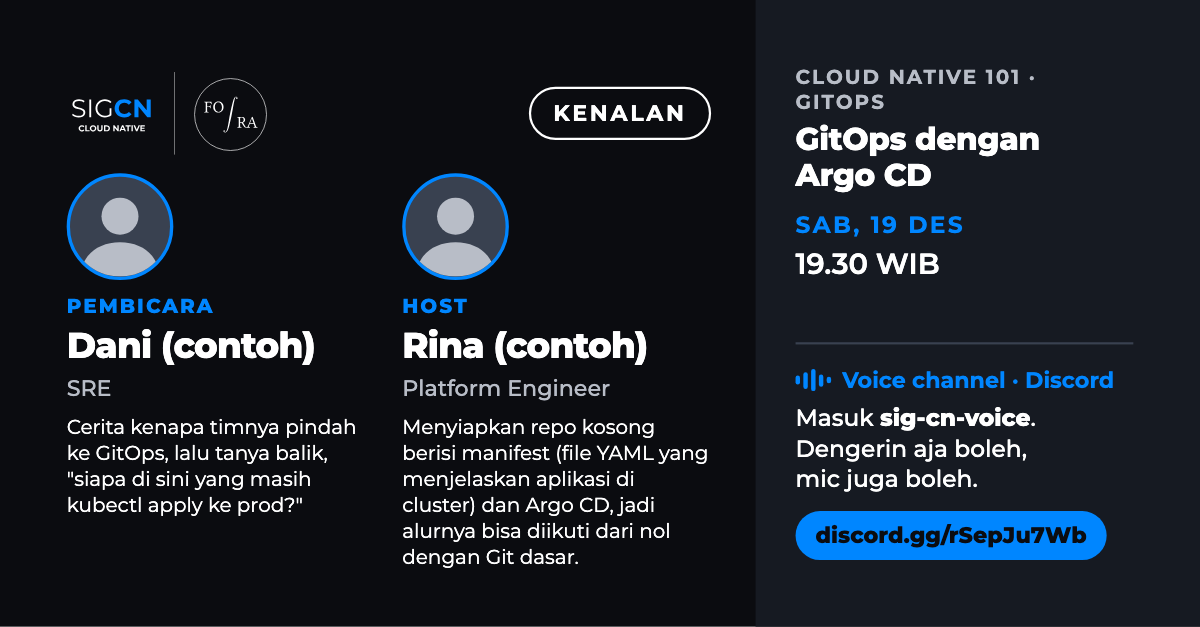 SIGCN
CLOUD NATIVE
FO
RA
KENALAN
PEMBICARA
Dani (contoh)
SRE
Cerita kenapa timnya pindah
ke GitOps, lalu tanya balik,
"siapa di sini yang masih
kubectl apply ke prod?"
HOST
Rina (contoh)
Platform Engineer
Menyiapkan repo kosong
berisi manifest (file YAML yang
menjelaskan aplikasi di
cluster) dan Argo CD, jadi
alurnya bisa diikuti dari nol
dengan Git dasar.
CLOUD NATIVE 101 ·
GITOPS
GitOps dengan
Argo CD
SAB, 19 DES
19.30 WIB
Voice channel · Discord
Masuk sig-cn-voice.
Dengerin aja boleh,
mic juga boleh.
discord.gg/rSepJu7Wb